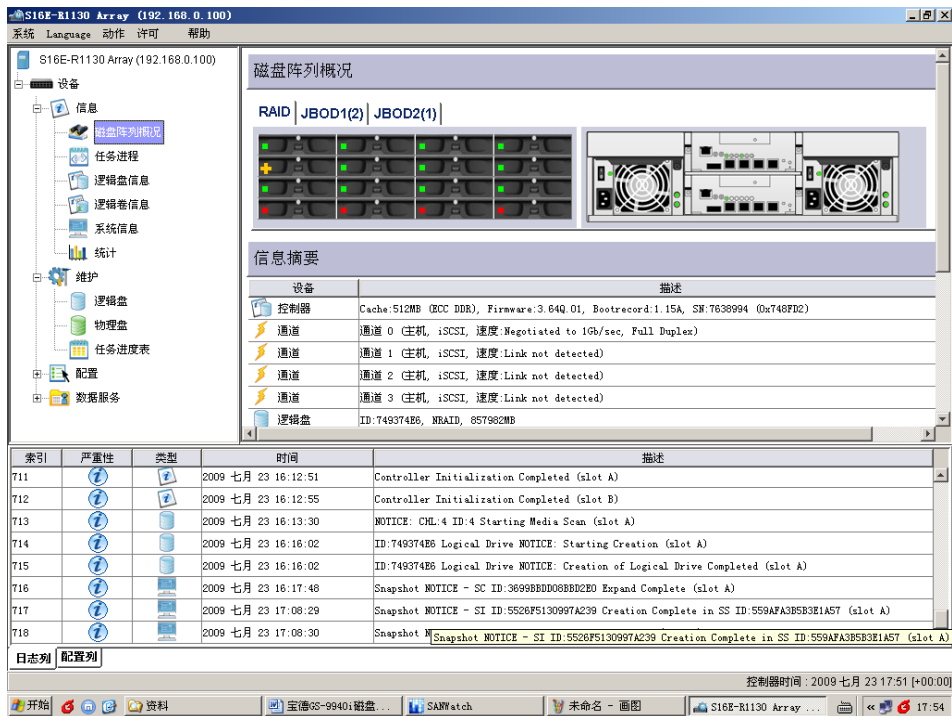 S16E-R1130 Array (192.168.0.100)
系统 Language 动作 许可 帮助
S16E-R1130 Array (192.168.0.100)
设备
信息
磁盘阵列概况
任务进程
逻辑盘信息
逻辑卷信息
系统信息
统计
维护
逻辑盘
物理盘
任务进度表
配置
数据服务
磁盘阵列概况
RAID JBOD1(2) JBOD2(1)
信息摘要
设备 描述
控制器 Cache:512MB (ECC DDR), Firmware:3.64Q.01, Bootrecord:1.15A, SN:7638994 (0x748FD2)
通道 通道 0 (主机, iSCSI, 速度:Negotiated to 1Gb/sec, Full Duplex)
通道 通道 1 (主机, iSCSI, 速度:Link not detected)
通道 通道 2 (主机, iSCSI, 速度:Link not detected)
通道 通道 3 (主机, iSCSI, 速度:Link not detected)
逻辑盘 ID:749374E6, NRAID, 857982MB
索引 严重性 类型 时间 描述
711 2009 七月 23 16:12:51 Controller Initialization Completed (slot A)
712 2009 七月 23 16:12:55 Controller Initialization Completed (slot B)
713 2009 七月 23 16:13:30 NOTICE: CHL:4 ID:4 Starting Media Scan (slot A)
714 2009 七月 23 16:16:02 ID:749374E6 Logical Drive NOTICE: Starting Creation (slot A)
715 2009 七月 23 16:16:02 ID:749374E6 Logical Drive NOTICE: Creation of Logical Drive Completed (slot A)
716 2009 七月 23 16:17:48 Snapshot NOTICE - SC ID:3699BBDD08BBD2E0 Expand Complete (slot A)
717 2009 七月 23 17:08:29 Snapshot NOTICE - SI ID:5526F5130997A239 Creation Complete in SS ID:559AFA3B5B3E1A57 (slot A)
718 2009 七月 23 17:08:30 Snapshot N
Snapshot NOTICE - SI ID:5526F5130997A239 Creation Complete in SS ID:559AFA3B5B3E1A57 (slot A)
日志列 配置列
控制器时间 : 2009 七月 23 17:51 [+00:00]
开始 资料 宝德GS-9940i磁盘... SANWatch 未命名 - 画图 S16E-R1130 Array ... 17:54